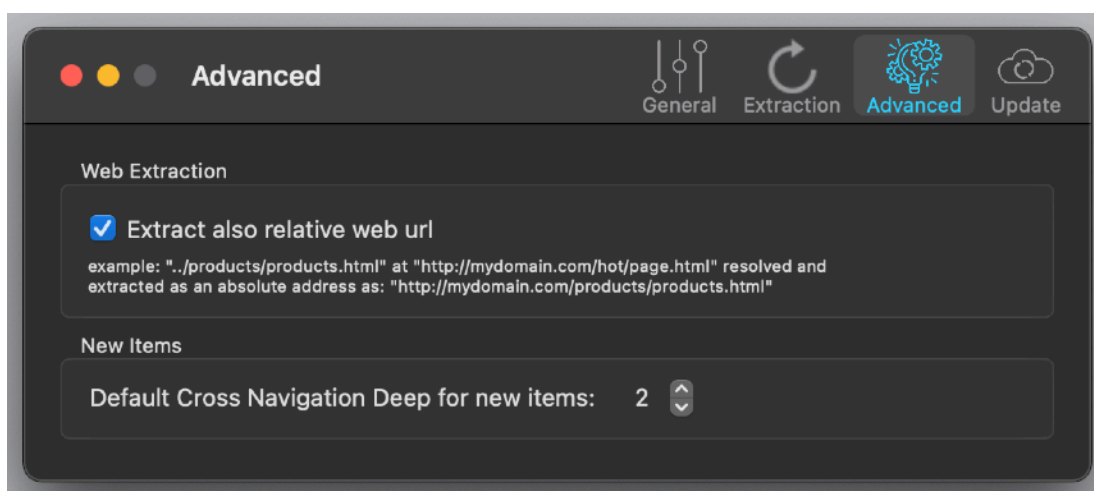 Advanced
General Extraction Advanced Update
Web Extraction
Extract also relative web url
example: "../products/products.html" at "http://mydomain.com/hot/page.html" resolved and
extracted as an absolute address as: "http://mydomain.com/products/products.html"
New Items
Default Cross Navigation Deep for new items: 2